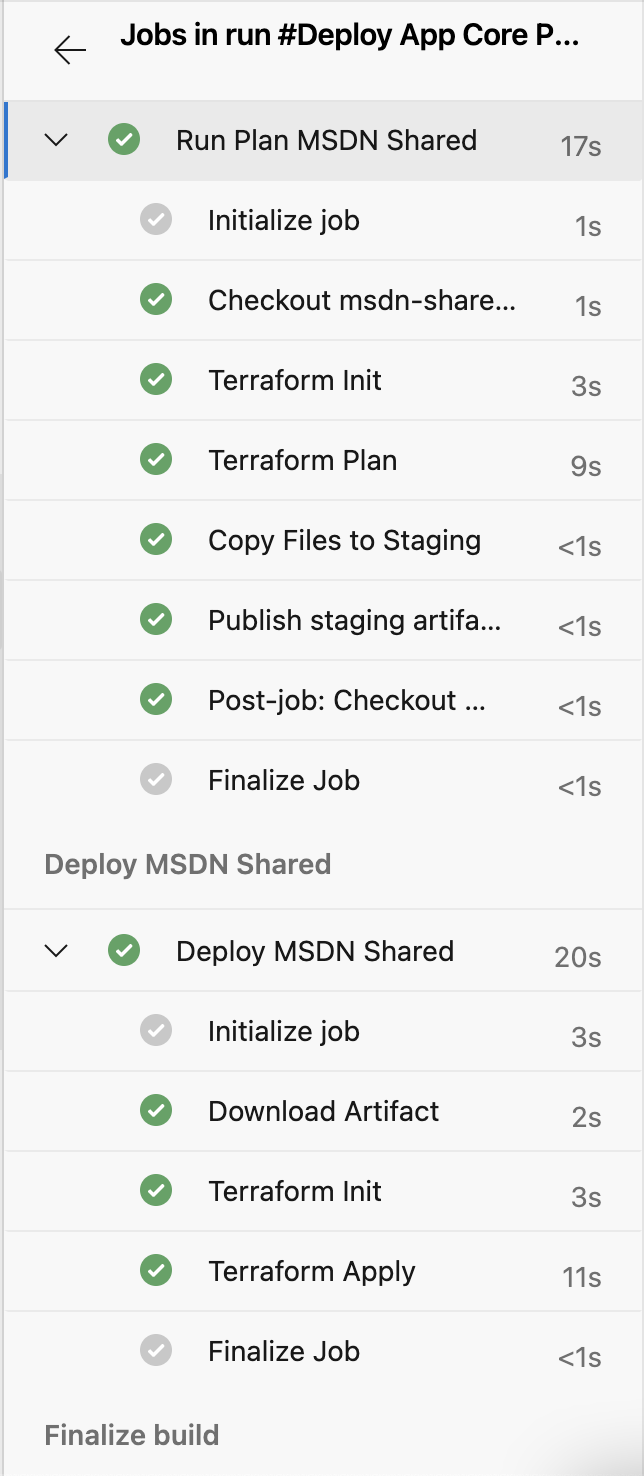 Jobs in run #Deploy App Core P...
Run Plan MSDN Shared 17s
Initialize job 1s
Checkout msdn-share... 1s
Terraform Init 3s
Terraform Plan 9s
Copy Files to Staging <1s
Publish staging artifa... <1s
Post-job: Checkout ... <1s
Finalize Job <1s
Deploy MSDN Shared
Deploy MSDN Shared 20s
Initialize job 3s
Download Artifact 2s
Terraform Init 3s
Terraform Apply 11s
Finalize Job <1s
Finalize build